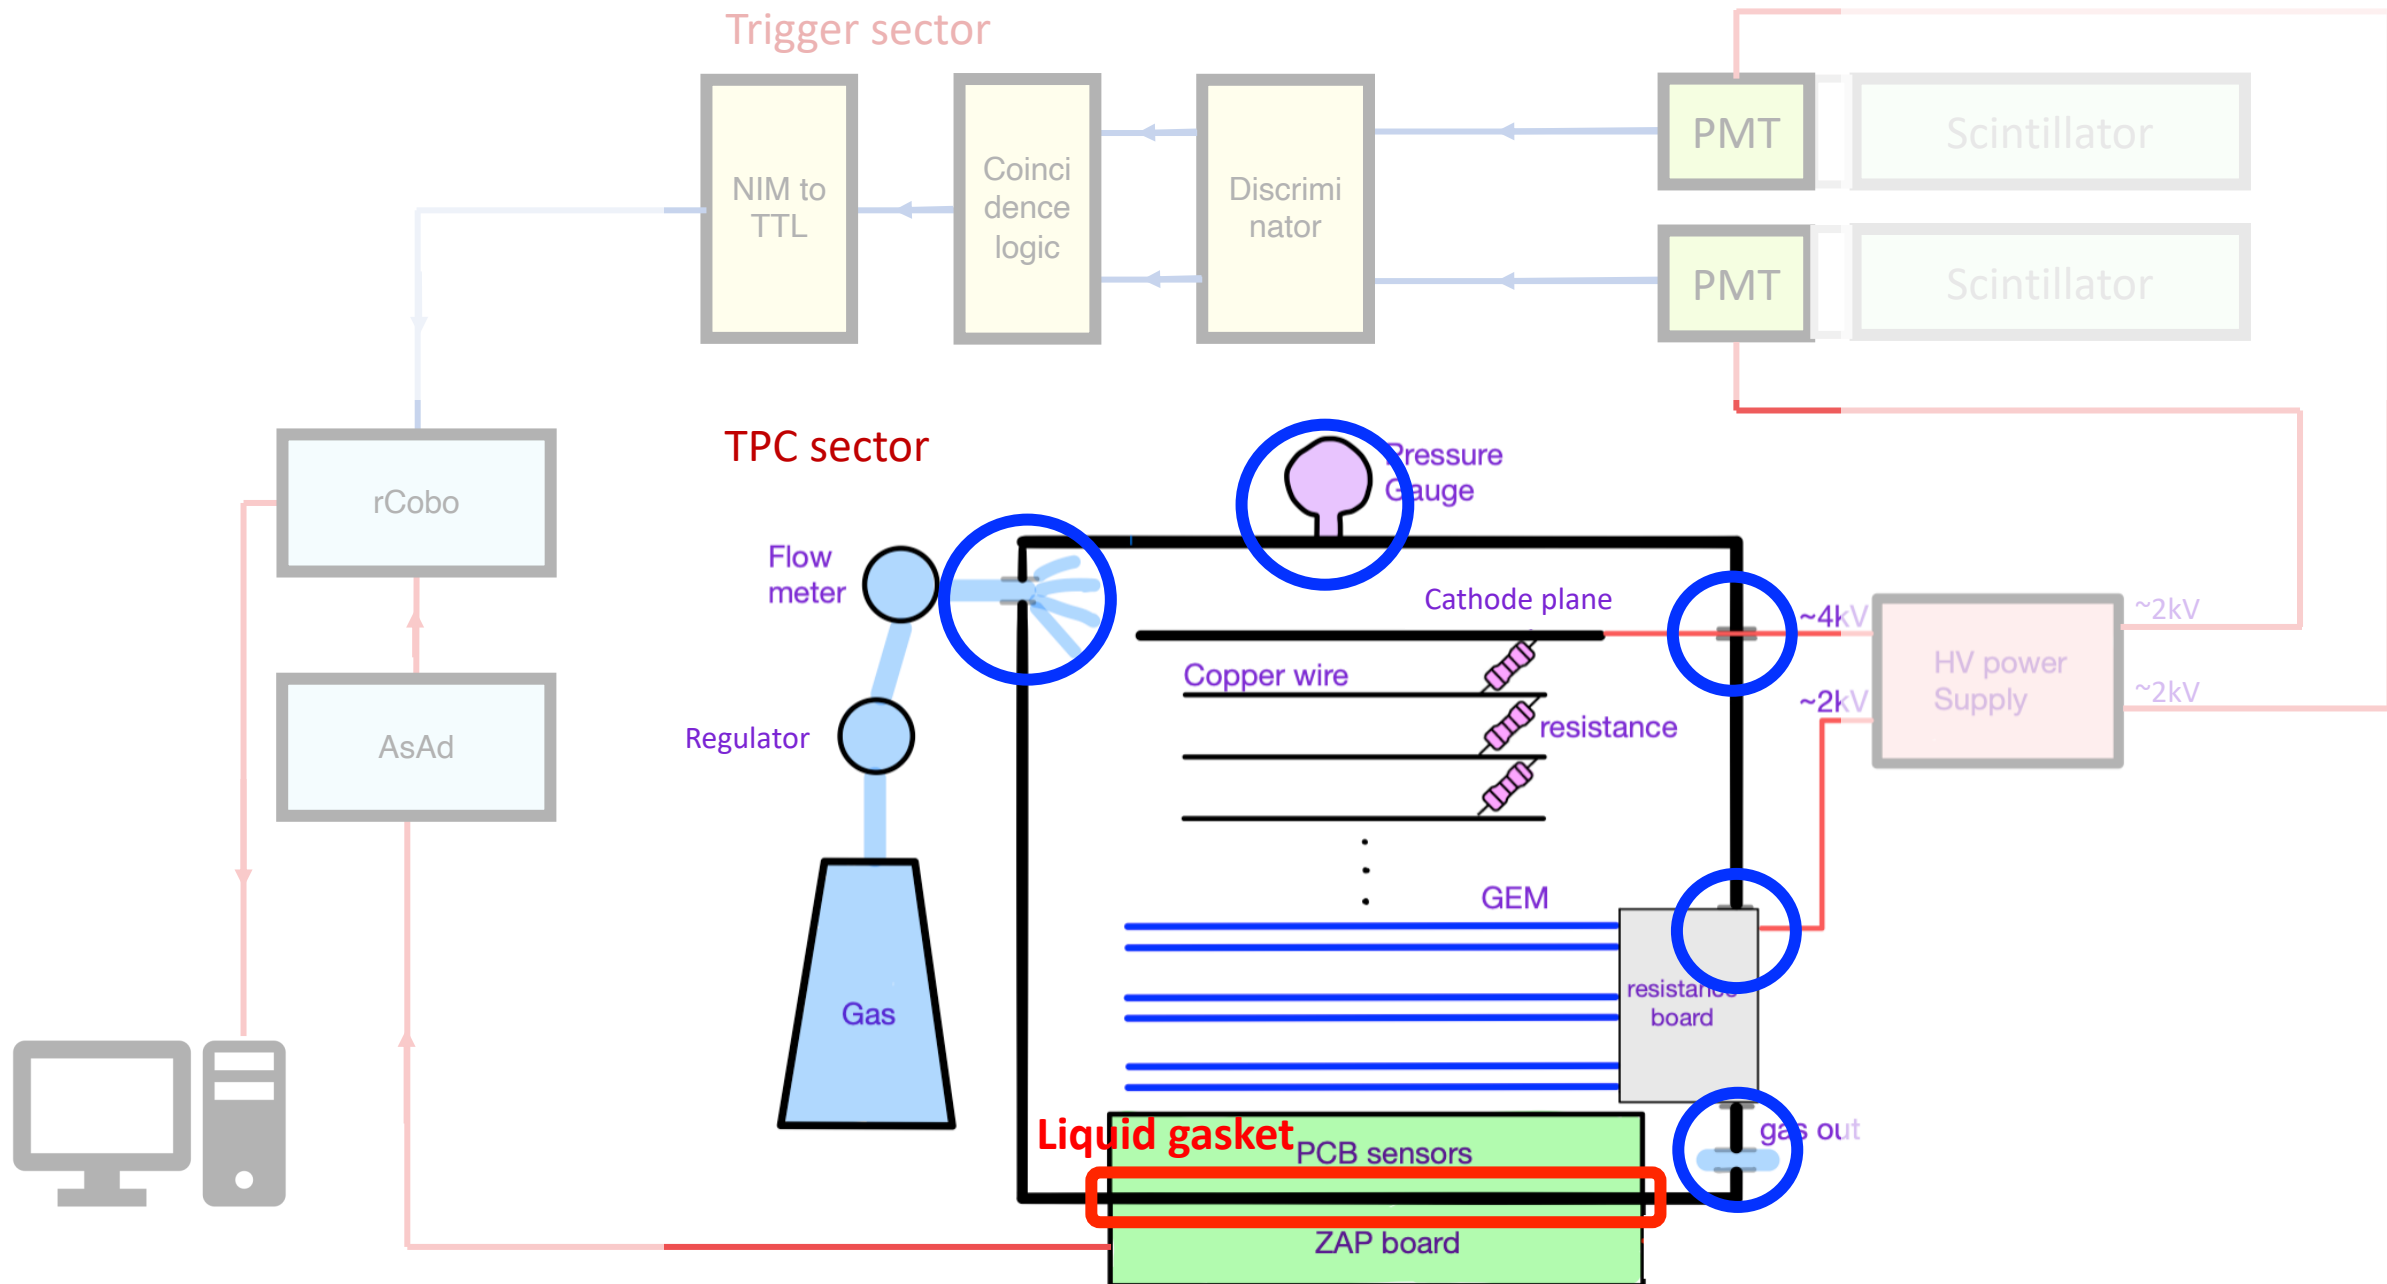 Trigger sector
NIM to
TTL
Coinci
dence
logic
Discrimi
nator
PMT
Scintillator
PMT
Scintillator
rCobo
AsAd
TPC sector
Pressure
Gauge
Flow
meter
Regulator
Gas
Cathode plane
Copper wire
resistance
GEM
resistance
board
~4kV
~2kV
HV power
Supply
~2kV
~2kV
gas out
Liquid gasket
PCB sensors
ZAP board